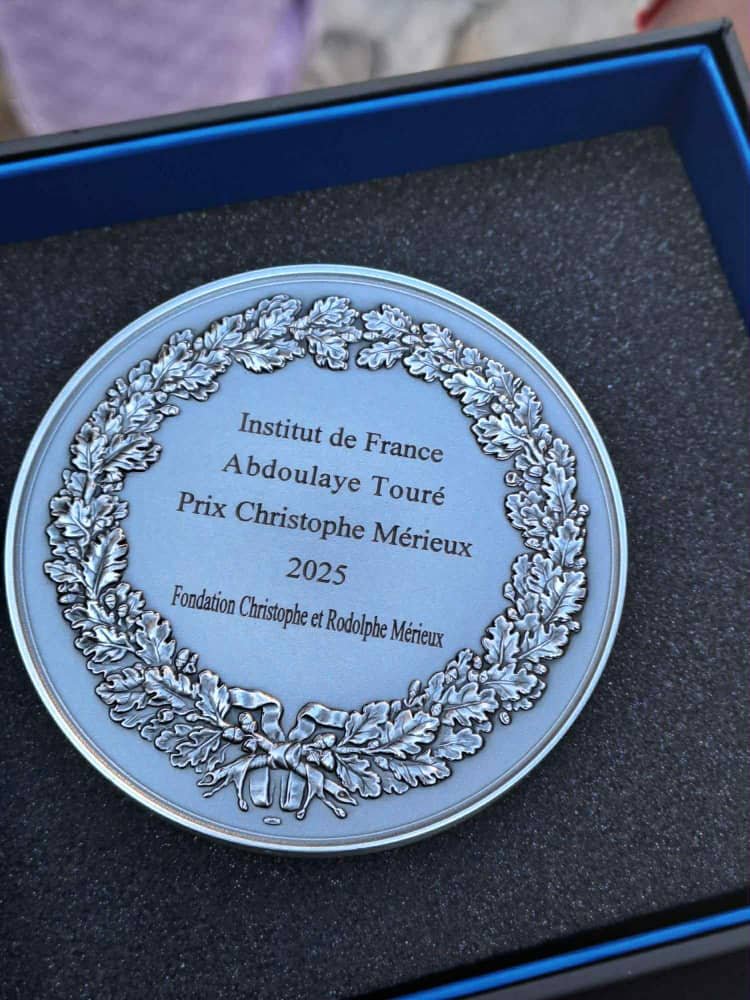 Institut de France
Abdoulaye Touré
Prix Christophe Mérieux
2025
Fondation Christophe et Rodolphe Mérieux